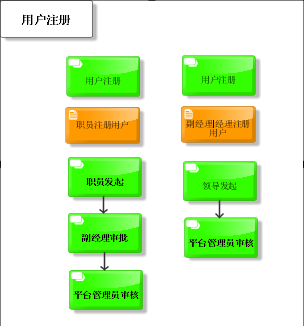 用户注册
用户注册
用户注册
职员注册用户
副经理|经理注册
用户
职员发起
领导发起
副经理审批
平台管理员审核
平台管理员审核